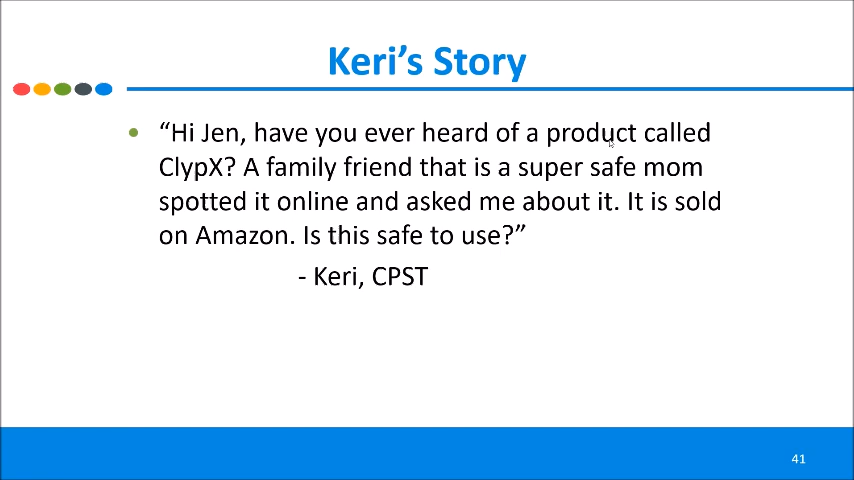 Keri’s Story
“Hi Jen, have you ever heard of a product called
ClypX? A family friend that is a super safe mom
spotted it online and asked me about it. It is sold
on Amazon. Is this safe to use?”
- Keri, CPST
41